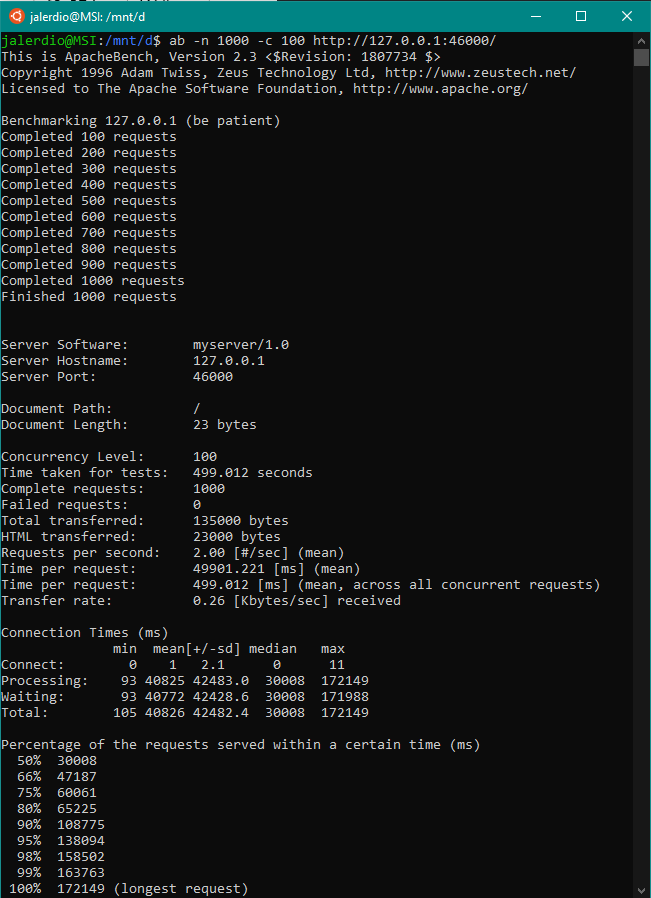 jalerdio@MSI: /mnt/d
jalerdio@MSI:/mnt/d$ ab -n 1000 -c 100 http://127.0.0.1:46000/
This is ApacheBench, Version 2.3 <$Revision: 1807734 $>
Copyright 1996 Adam Twiss, Zeus Technology Ltd, http://www.zeustech.net/
Licensed to The Apache Software Foundation, http://www.apache.org/

Benchmarking 127.0.0.1 (be patient)
Completed 100 requests
Completed 200 requests
Completed 300 requests
Completed 400 requests
Completed 500 requests
Completed 600 requests
Completed 700 requests
Completed 800 requests
Completed 900 requests
Completed 1000 requests
Finished 1000 requests


Server Software:        myserver/1.0
Server Hostname:        127.0.0.1
Server Port:            46000

Document Path:          /
Document Length:        23 bytes

Concurrency Level:      100
Time taken for tests:   499.012 seconds
Complete requests:      1000
Failed requests:        0
Total transferred:      135000 bytes
HTML transferred:       23000 bytes
Requests per second:    2.00 [#/sec] (mean)
Time per request:       49901.221 [ms] (mean)
Time per request:       499.012 [ms] (mean, across all concurrent requests)
Transfer rate:          0.26 [Kbytes/sec] received

Connection Times (ms)
              min  mean[+/-sd] median   max
Connect:        0    1   2.1      0      11
Processing:    93 40825 42483.0  30008  172149
Waiting:       93 40772 42428.6  30008  171988
Total:        105 40826 42482.4  30008  172149

Percentage of the requests served within a certain time (ms)
  50%  30008
  66%  47187
  75%  60061
  80%  65225
  90%  108775
  95%  138094
  98%  158502
  99%  163763
 100%  172149 (longest request)